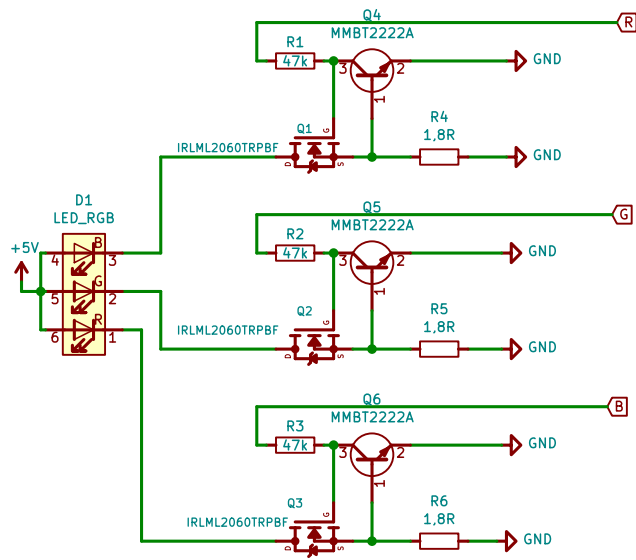 Q4
R
MMBT2222A
R1
47k
3
2
GND
1
R4
1,8R
G
Q1
IRLML2060TRPBF
D
S
GND
D1
LED_RGB
+5V
B
4
3
G
5
2
R
6
1
Q5
G
MMBT2222A
R2
47k
3
2
GND
1
R5
1,8R
G
Q2
IRLML2060TRPBF
D
S
GND
Q6
B
MMBT2222A
R3
47k
3
2
GND
1
R6
1,8R
G
Q3
IRLML2060TRPBF
D
S
GND